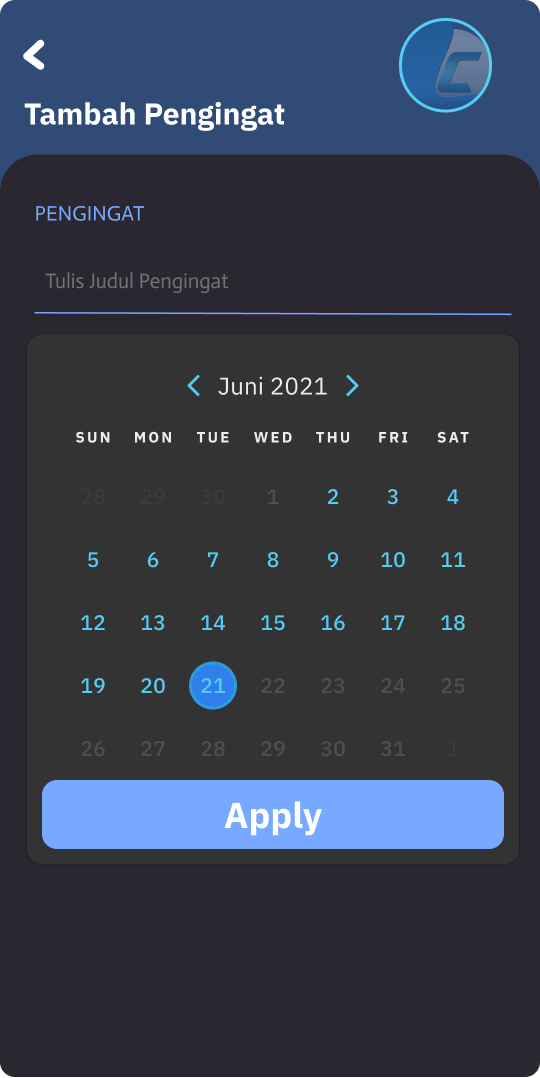 Tambah Pengingat
PENGINGAT
Tulis Judul Pengingat
Juni 2021
SUN MON TUE WED THU FRI SAT
28 29 30 1 2 3 4
5 6 7 8 9 10 11
12 13 14 15 16 17 18
19 20 21 22 23 24 25
26 27 28 29 30 31 1
Apply